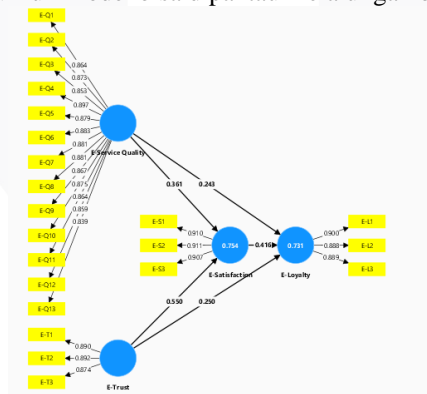 E-Q1
E-Q2
E-Q3
E-Q4
E-Q5
E-Q6
E-Q7
E-Q8
E-Q9
E-Q10
E-Q11
E-Q12
E-Q13
0.864
0.873
0.853
0.897
0.879
0.883
0.881
0.881
0.867
0.875
0.864
0.859
0.839
E-Service Quality
0.361
0.243
E-S1
E-S2
E-S3
0.910
0.911
0.907
0.754
E-Satisfaction
0.416
0.731
E-Loyalty
0.900
0.888
0.889
E-L1
E-L2
E-L3
0.550
0.250
E-T1
E-T2
E-T3
0.890
0.892
0.874
E-Trust